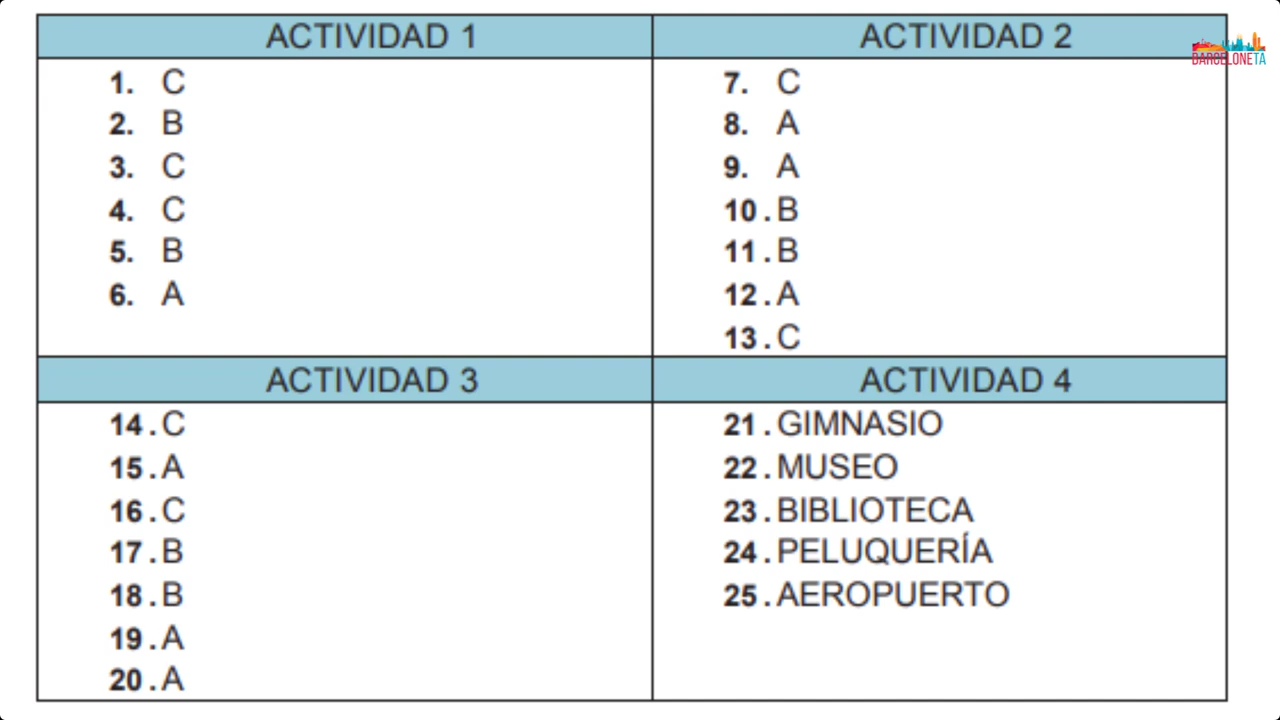 ACTIVIDAD 1
1. C
2. B
3. C
4. C
5. B
6. A
ACTIVIDAD 2
7. C
8. A
9. A
10. B
11. B
12. A
13. C
ACTIVIDAD 3
14. C
15. A
16. C
17. B
18. B
19. A
20. A
ACTIVIDAD 4
21. GIMNASIO
22. MUSEO
23. BIBLIOTECA
24. PELUQUERÍA
25. AEROPUERTO
BARCELONETA